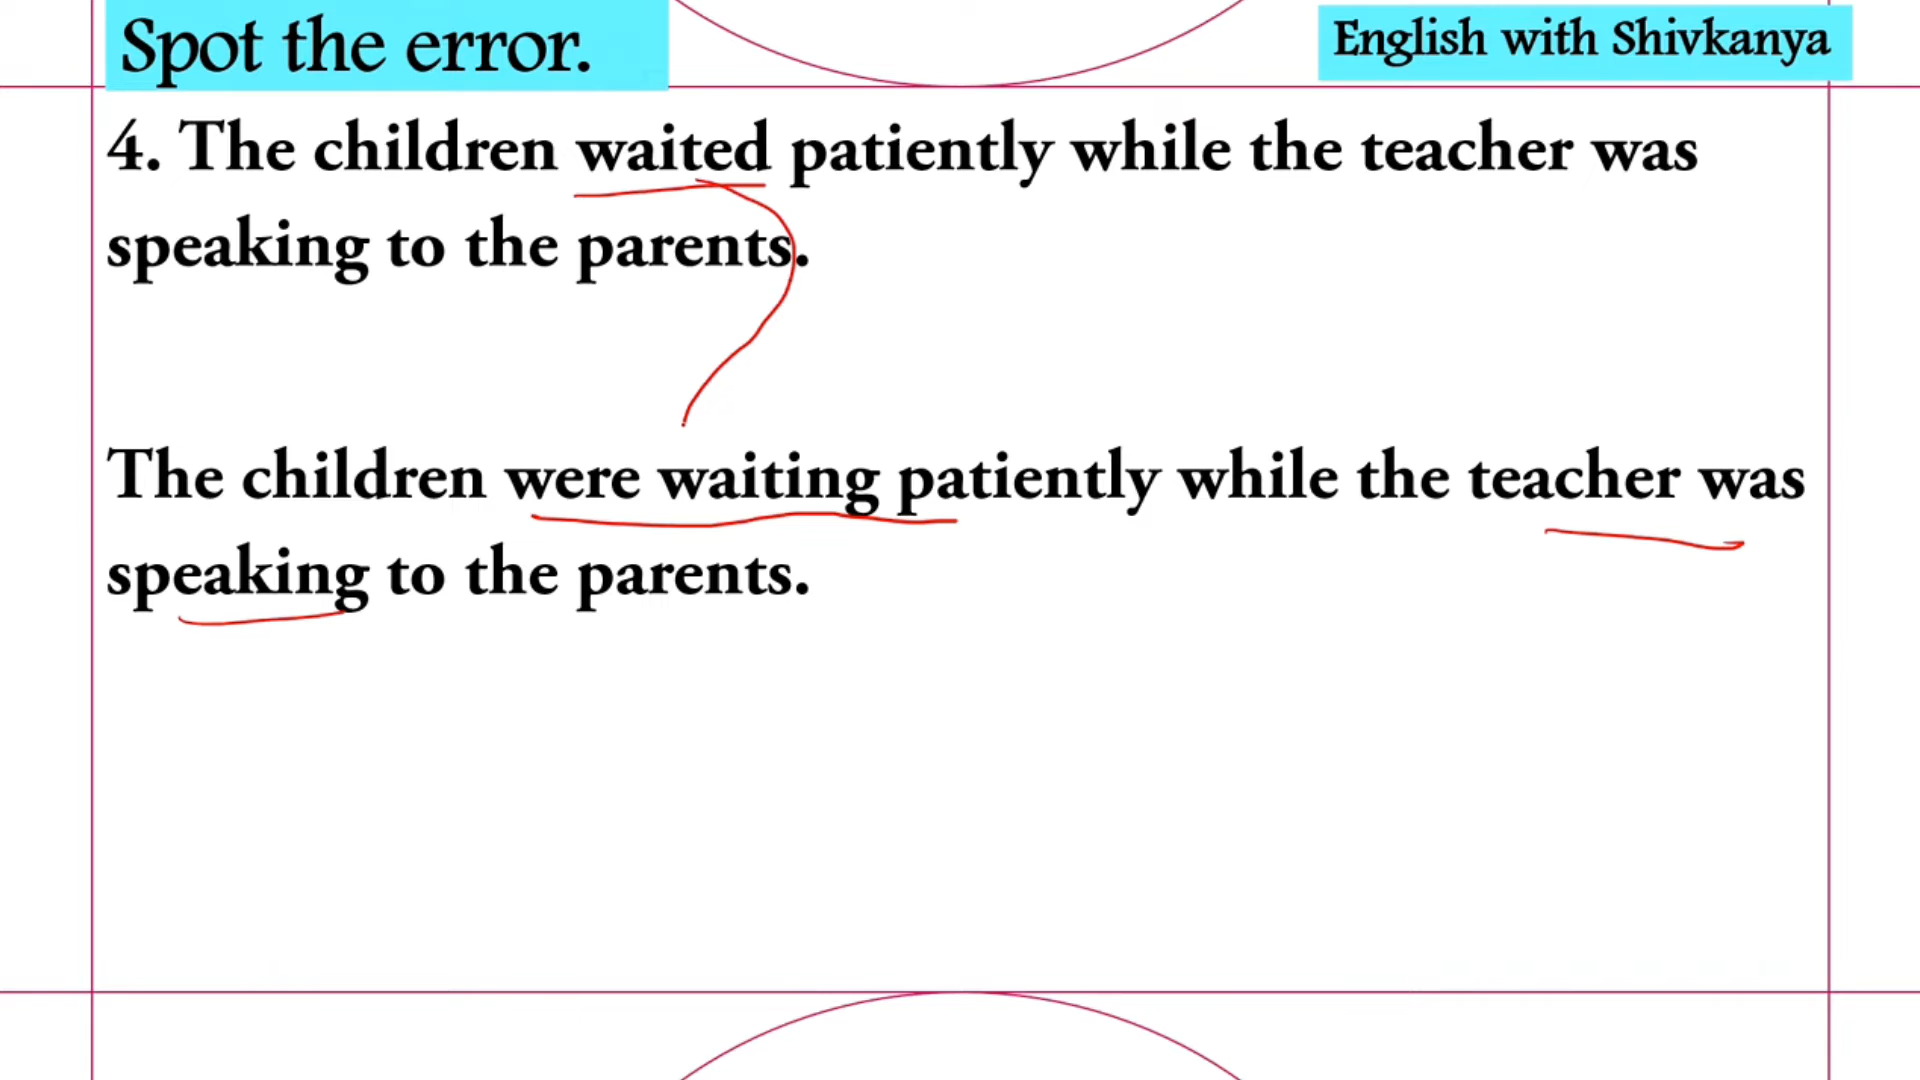 Spot the error.
English with Shivkanya
4. The children waited patiently while the teacher was
speaking to the parents.
The children were waiting patiently while the teacher was
speaking to the parents.